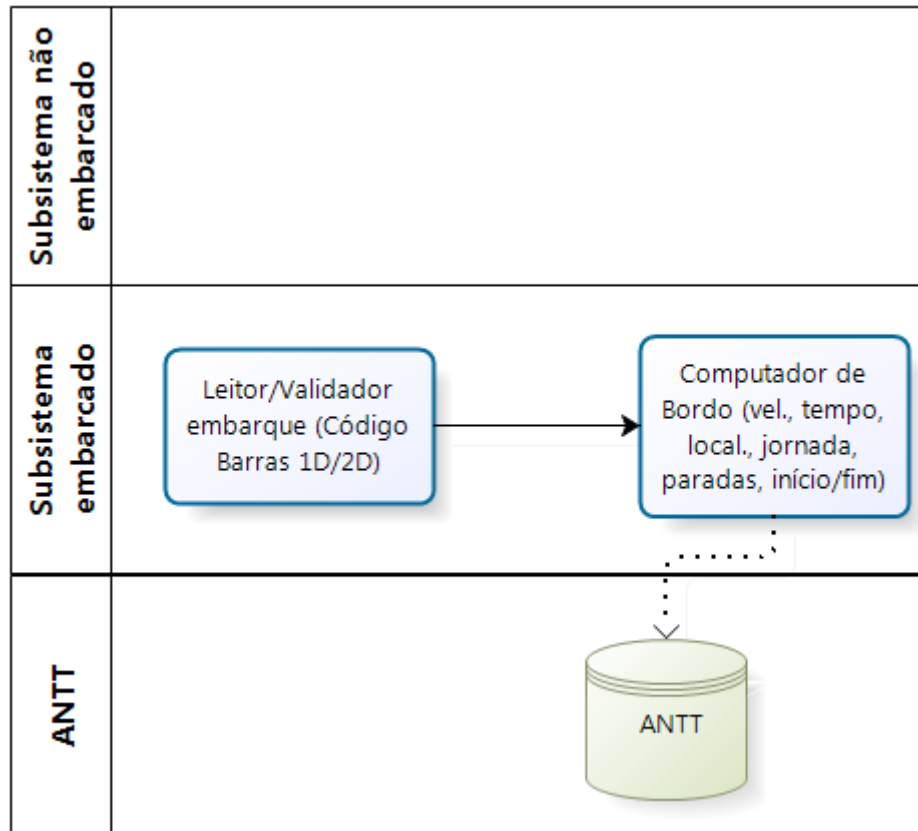 Subsistema não
embarcado
Subsistema
embarcado
Leitor/Validador
embarque (Código
Barras 1D/2D)
Computador de
Bordo (vel., tempo,
local., jornada,
paradas, início/fim)
ANTT
ANTT